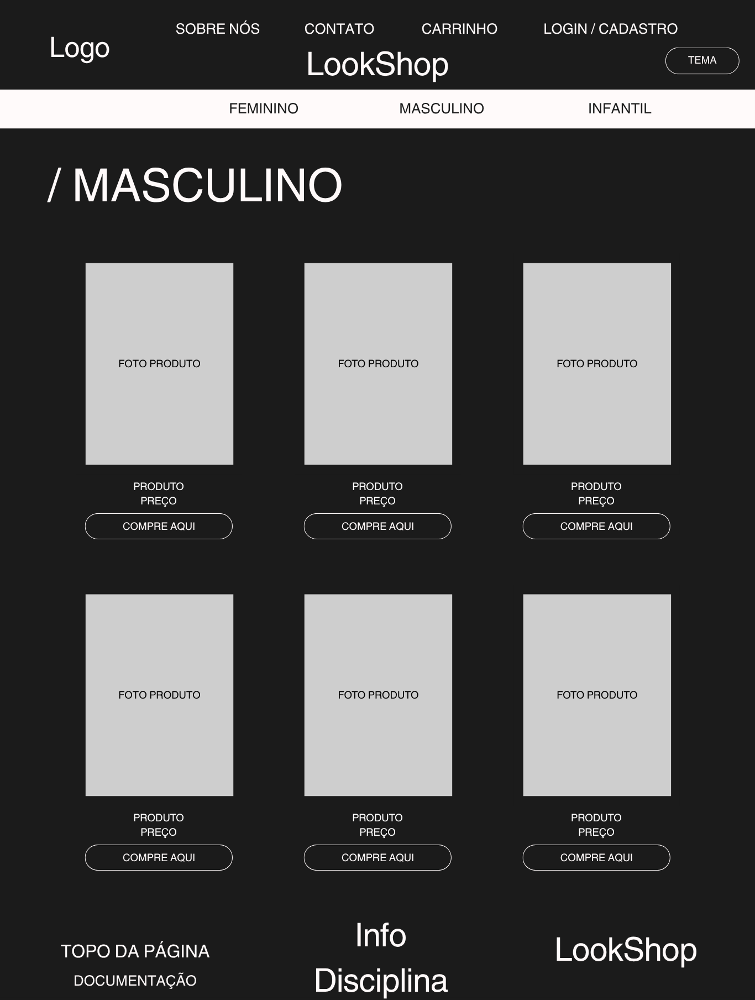 SOBRE NÓS CONTATO CARRINHO LOGIN / CADASTRO
Logo
LookShop
TEMA
FEMININO MASCULINO INFANTIL
/ MASCULINO
FOTO PRODUTO FOTO PRODUTO FOTO PRODUTO
PRODUTO PRODUTO PRODUTO
PREÇO PREÇO PREÇO
COMPRE AQUI COMPRE AQUI COMPRE AQUI
FOTO PRODUTO FOTO PRODUTO FOTO PRODUTO
PRODUTO PRODUTO PRODUTO
PREÇO PREÇO PREÇO
COMPRE AQUI COMPRE AQUI COMPRE AQUI
TOPO DA PÁGINA
DOCUMENTAÇÃO
Info
Disciplina
LookShop